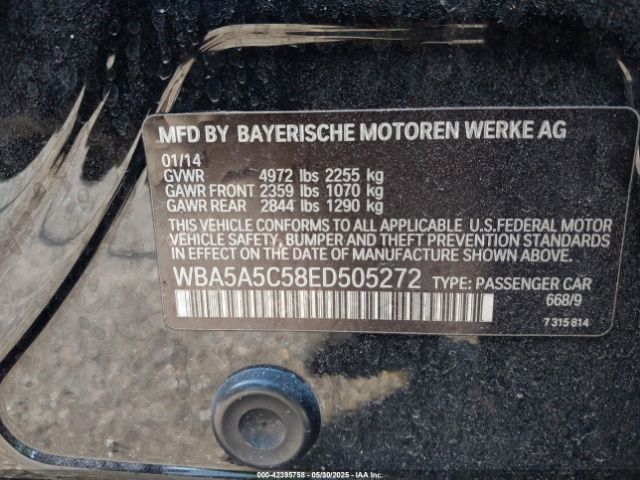 MFD BY BAYERISCHE MOTOREN WERKE AG
01/14
GVWR 4972 lbs 2255 kg
GAWR FRONT 2359 lbs 1070 kg
GAWR REAR 2844 lbs 1290 kg
THIS VEHICLE CONFORMS TO ALL APPLICABLE U.S.FEDERAL MOTOR
VEHICLE SAFETY, BUMPER AND THEFT PREVENTION STANDARDS IN
EFFECT ON THE DATE OF MANUFACTURE SHOWN ABOVE.
WBA5A5C58ED505272 TYPE: PASSENGER CAR
668/9
7 315 814
000-42395758 - 05/30/2025 - IAA Inc.